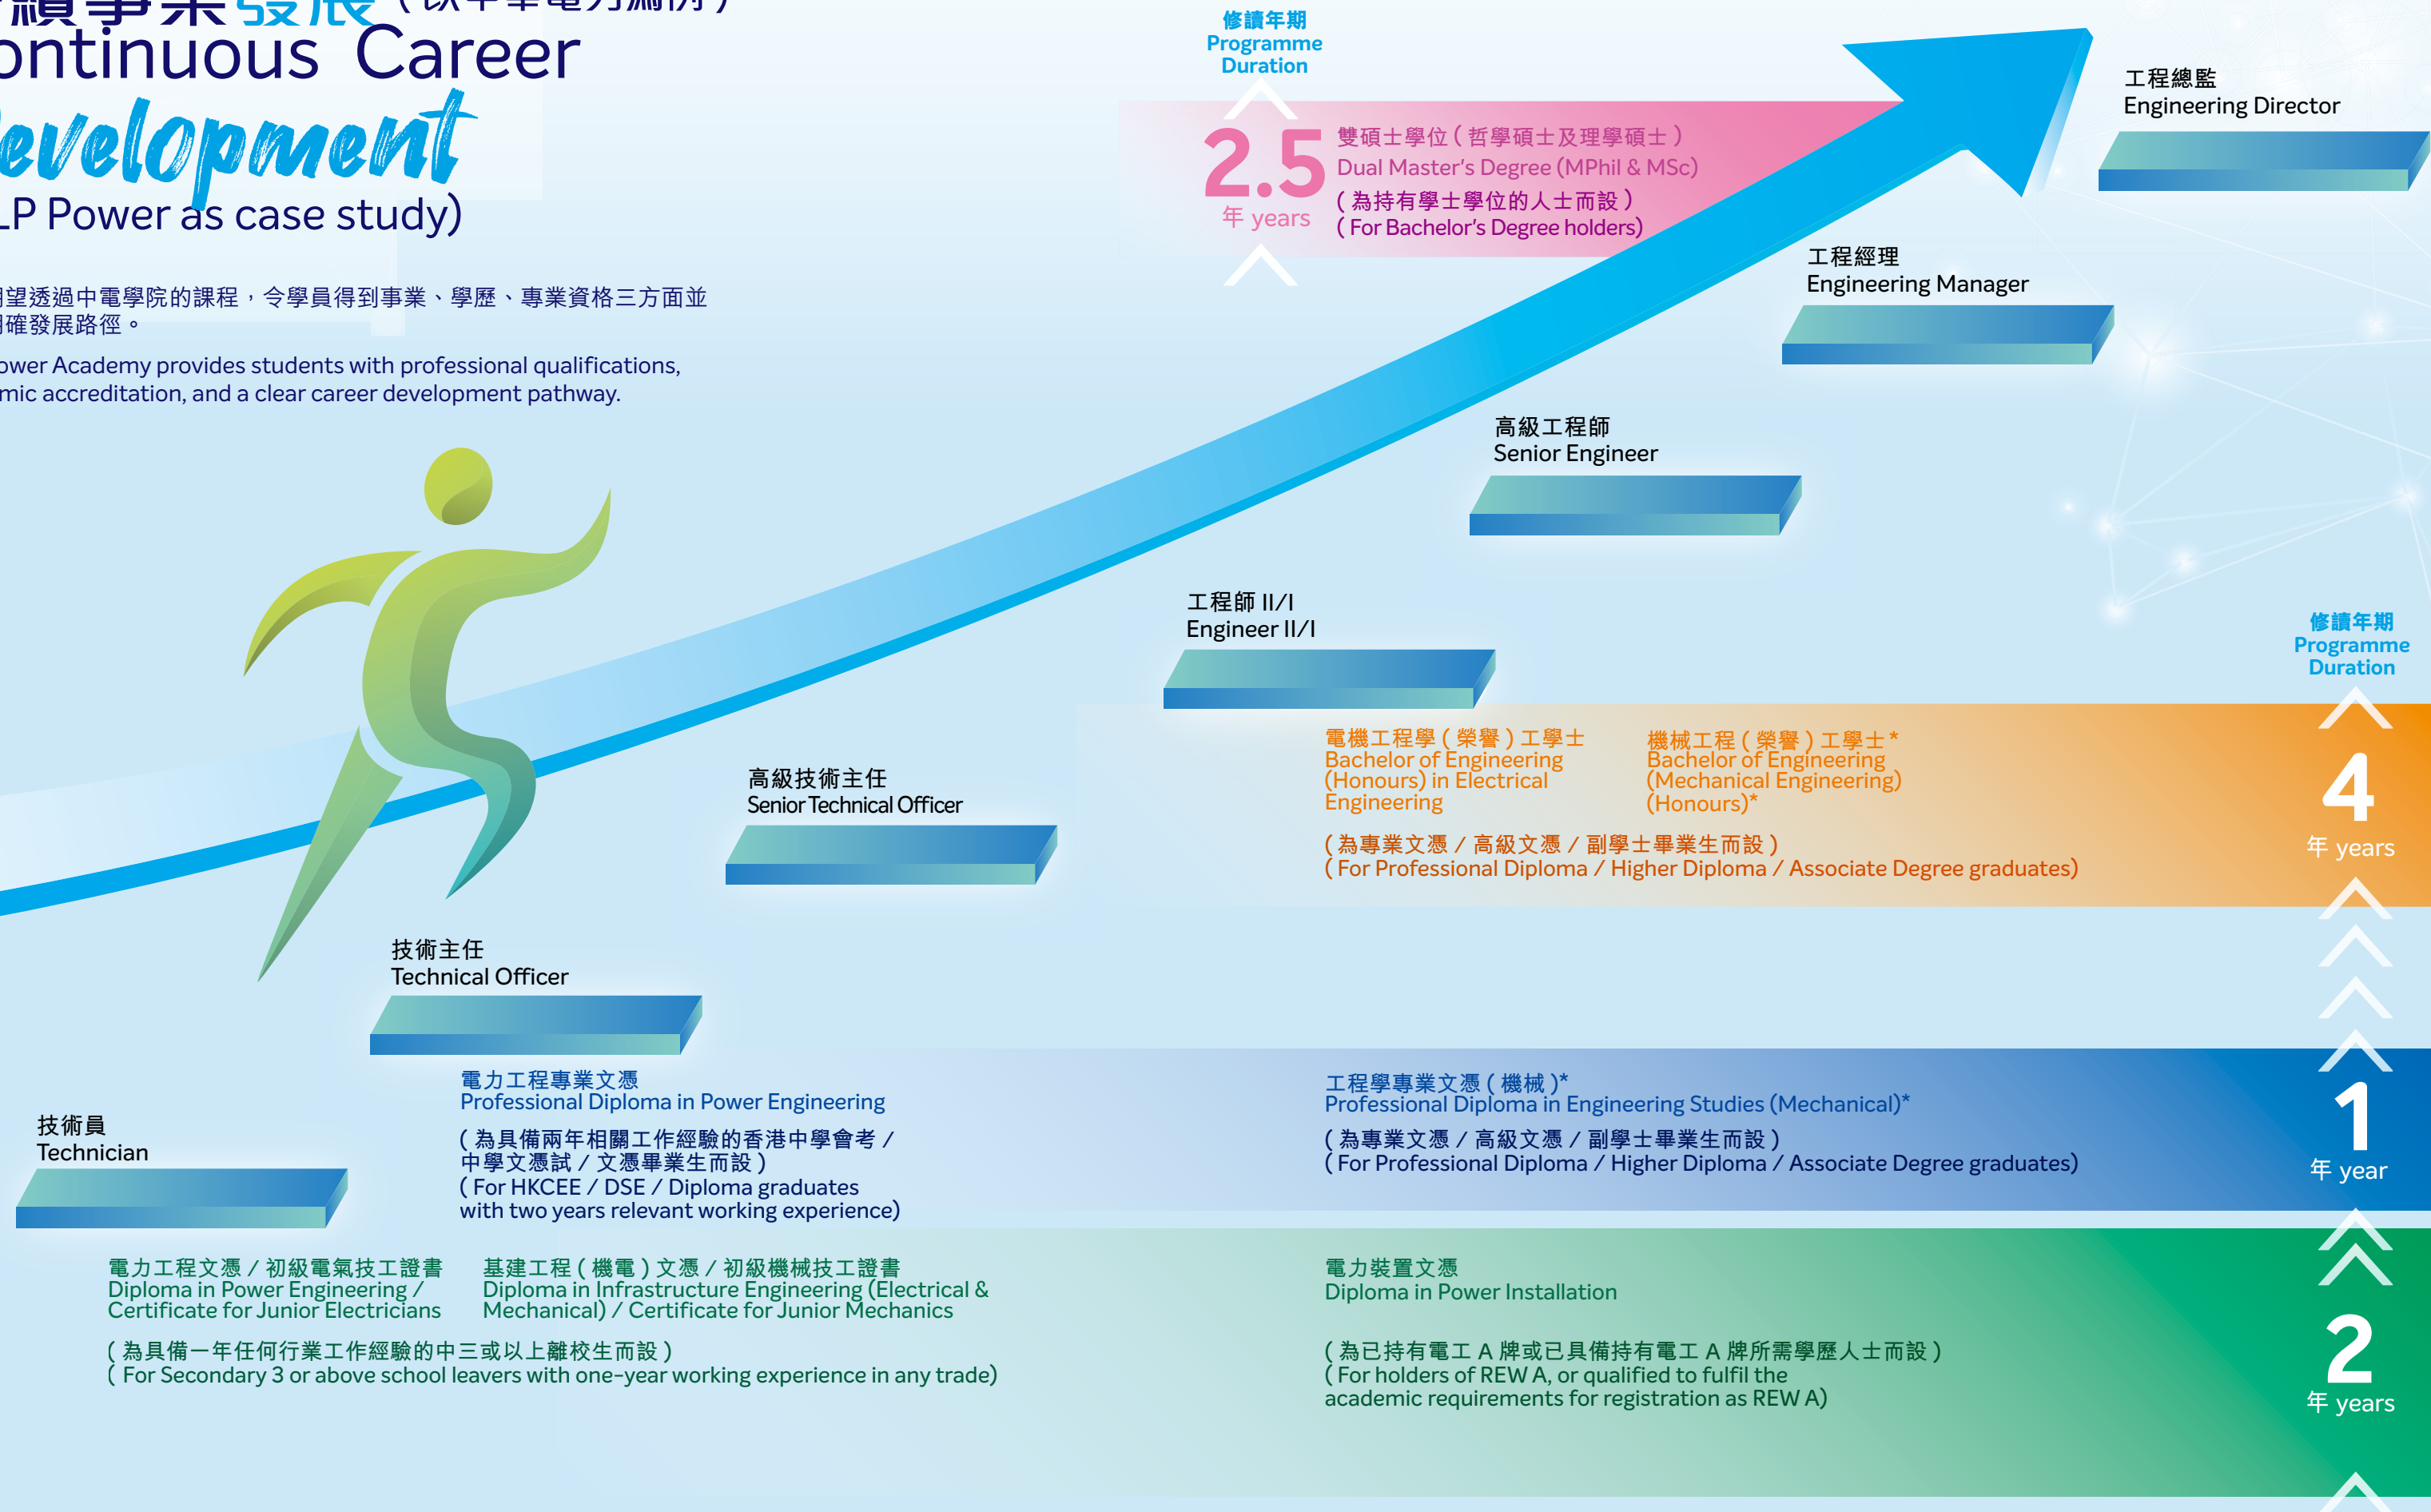 發展(以中華電力為例)
Continuous Career
Development
LP Power as case study)
望透過中電學院的課程，令學員得到事業、學歷、專業資格三方面並
確發展路徑。
ower Academy provides students with professional qualifications,
mic accreditation, and a clear career development pathway.
修讀年期
Programme
Duration
2.5
年 years
雙碩士學位 ( 哲學碩士及理學碩士 )
Dual Master's Degree (MPhil & MSc)
( 為持有學士學位的人士而設 )
( For Bachelor's Degree holders)
工程總監
Engineering Director
工程經理
Engineering Manager
高級工程師
Senior Engineer
工程師 II/I
Engineer II/I
高級技術主任
Senior Technical Officer
技術主任
Technical Officer
技術員
Technician
修讀年期
Programme
Duration
電機工程學 ( 榮譽 ) 工學士
Bachelor of Engineering
(Honours) in Electrical
Engineering
機械工程 ( 榮譽 ) 工學士 *
Bachelor of Engineering
(Mechanical Engineering)
(Honours)*
( 為專業文憑 / 高級文憑 / 副學士畢業生而設 )
( For Professional Diploma / Higher Diploma / Associate Degree graduates)
4
年 years
電力工程專業文憑
Professional Diploma in Power Engineering
( 為具備兩年相關工作經驗的香港中學會考 /
中學文憑試 / 文憑畢業生而設 )
( For HKCEE / DSE / Diploma graduates
with two years relevant working experience)
工程學專業文憑 ( 機械 )*
Professional Diploma in Engineering Studies (Mechanical)*
( 為專業文憑 / 高級文憑 / 副學士畢業生而設 )
( For Professional Diploma / Higher Diploma / Associate Degree graduates)
1
年 year
電力工程文憑 / 初級電氣技工證書
Diploma in Power Engineering /
Certificate for Junior Electricians
基建工程 ( 機電 ) 文憑 / 初級機械技工證書
Diploma in Infrastructure Engineering (Electrical &
Mechanical) / Certificate for Junior Mechanics
( 為具備一年任何行業工作經驗的中三或以上離校生而設 )
( For Secondary 3 or above school leavers with one-year working experience in any trade)
電力裝置文憑
Diploma in Power Installation
( 為已持有電工 A 牌或已具備持有電工 A 牌所需學歷人士而設 )
( For holders of REW A, or qualified to fulfil the
academic requirements for registration as REW A)
2
年 years